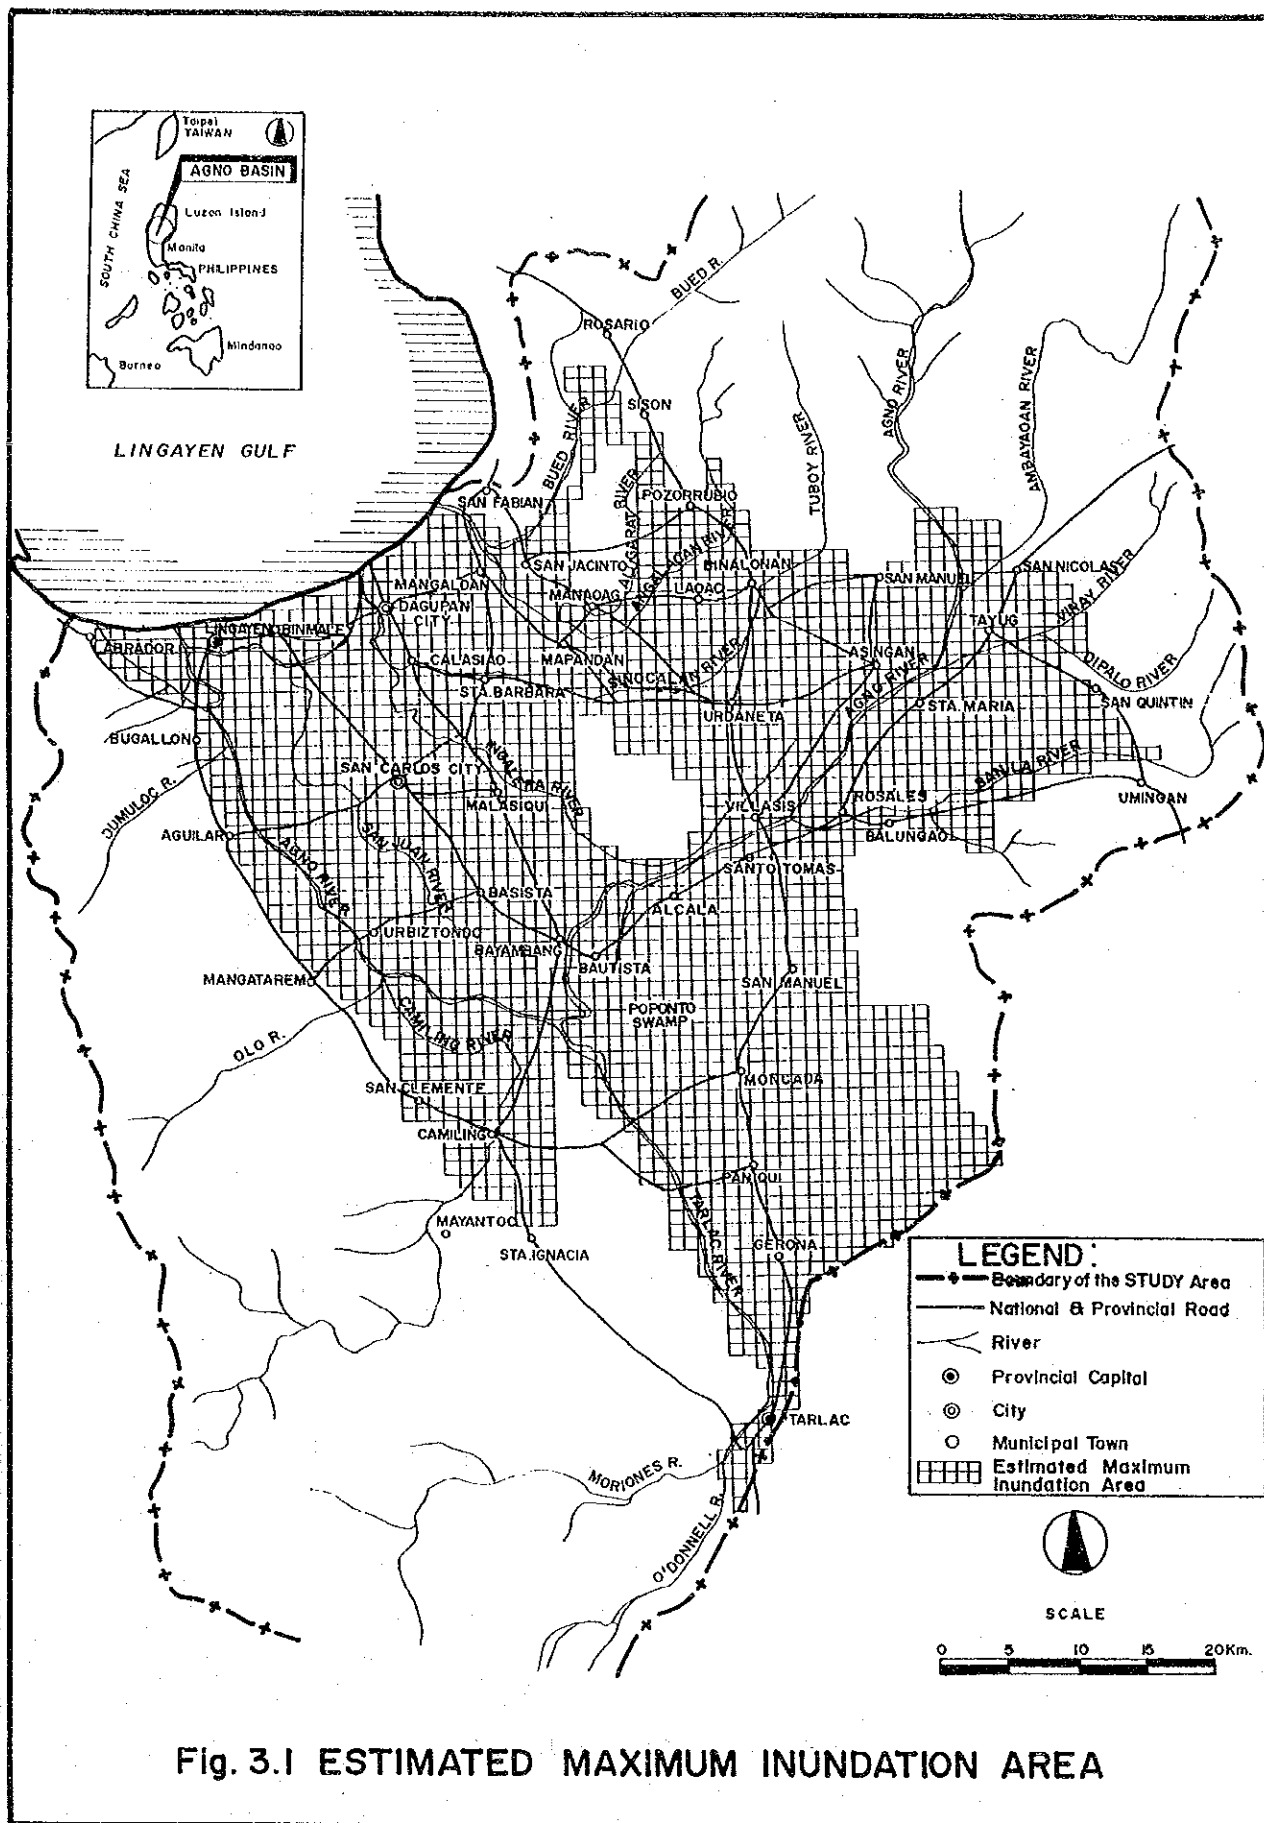 Toipei
TAIWAN
AGNO BASIN
SOUTH CHINA SEA
Luzon Island
Manila
PHILIPPINES
Mindanao
Borneo
LINGAYEN GULF
BUED R.
ROSARIO
AGNO RIVER
AMBAYAOAN RIVER
SISON
BUED RIVER
TUBOY RIVER
SAN FABIAN
POZORRUBIO
ALAGARAT RIVER
ANGALACAN RIVER
SAN JACINTO
BINALONAN
SAN MANUEL
SAN NICOLAS
MANGALDAN
MANAOAG
LAOAC
VIRAY RIVER
DAGUPAN
CITY
TAYUG
LINGAYEN
BINMALEY
LABRADOR
CALASIAO
MAPANDAN
ASINGAN
DIPALO RIVER
SINOCALAN RIVER
STA. BARBARA
AGNO RIVER
STA. MARIA
SAN QUINTIN
URDANETA
BUGALLON
INGALERA RIVER
SAN CARLOS CITY
BANILA RIVER
DUMULOC R.
MALASIQUI
VILLASIS
ROSALES
UMINGAN
AGUILAR
BALUNGAO
SAN JUAN RIVER
AGNO RIVER
SANTO TOMAS
BASISTA
ALCALA
URBIZTONDO
BAYAMBANG
BAUTISTA
MANGATAREM
SAN MANUEL
POPONTO
SWAMP
CAMILING RIVER
OLO R.
MONCADA
SAN CLEMENTE
CAMILING
PANIQUI
TARLAC RIVER
MAYANTOC
STA. IGNACIA
GERONA
LEGEND:
Boundary of the STUDY Area
National & Provincial Road
River
Provincial Capital
City
Municipal Town
Estimated Maximum
Inundation Area
TARLAC
MORIONES R.
O'DONNELL R.
SCALE
0 5 10 15 20Km.
Fig. 3.1 ESTIMATED MAXIMUM INUNDATION AREA